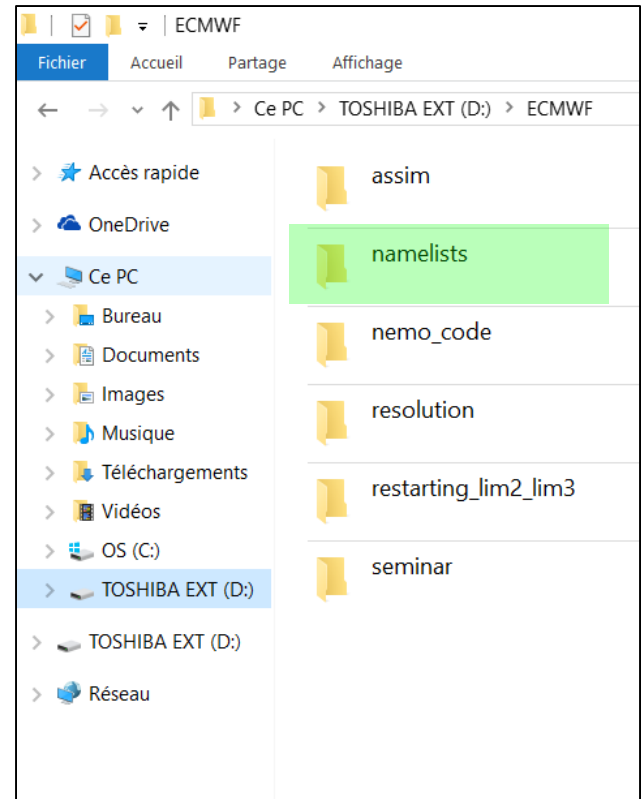 ECMWF
Fichier Accueil Partage Affichage
> Ce PC > TOSHIBA EXT (D:) > ECMWF
Accès rapide
OneDrive
Ce PC
Bureau
Documents
Images
Musique
Téléchargements
Vidéos
OS (C:)
TOSHIBA EXT (D:)
TOSHIBA EXT (D:)
Réseau
assim
namelists
nemo_code
resolution
restarting_lim2_lim3
seminar